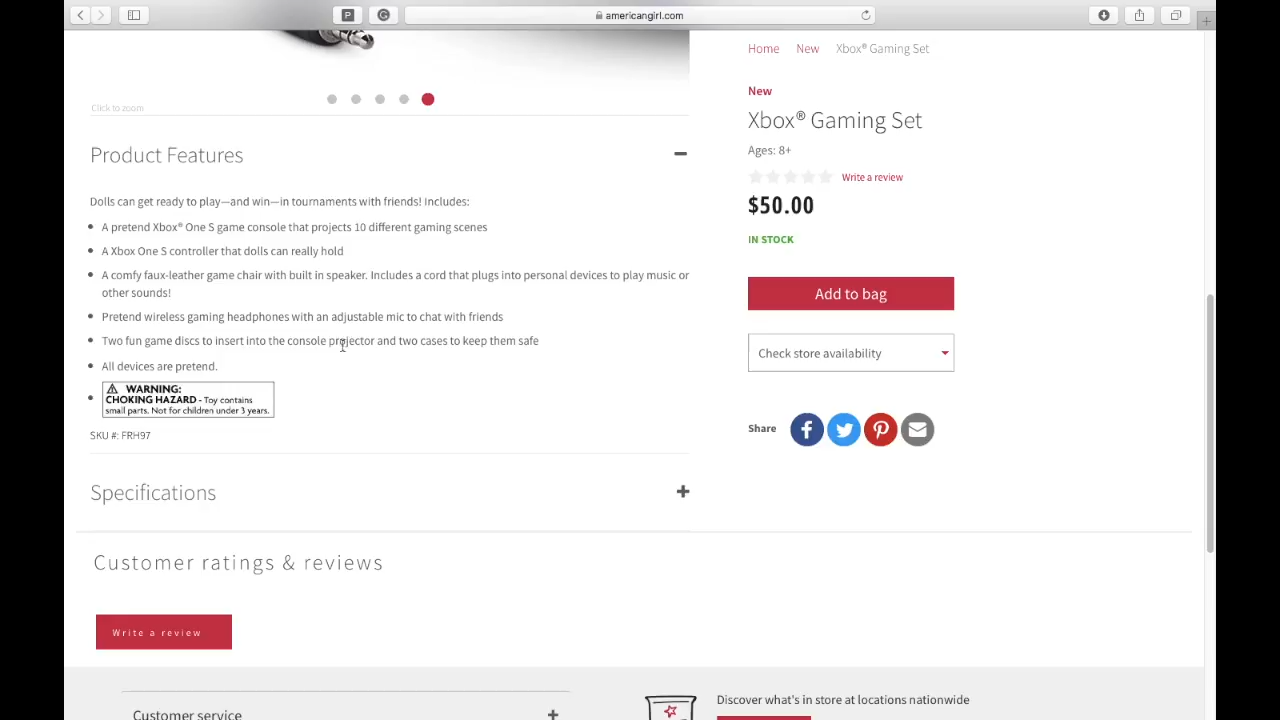 americangirl.com
Click to zoom
Product Features
Dolls can get ready to play—and win—in tournaments with friends! Includes:
A pretend Xbox® One S game console that projects 10 different gaming scenes
A Xbox One S controller that dolls can really hold
A comfy faux-leather game chair with built in speaker. Includes a cord that plugs into personal devices to play music or
other sounds!
Pretend wireless gaming headphones with an adjustable mic to chat with friends
Two fun game discs to insert into the console projector and two cases to keep them safe
All devices are pretend.
WARNING:
CHOKING HAZARD - Toy contains
small parts. Not for children under 3 years.
SKU #: FRH97
Specifications
Home New Xbox® Gaming Set
New
Xbox® Gaming Set
Ages: 8+
Write a review
$50.00
IN STOCK
Add to bag
Check store availability
Share
Customer ratings & reviews
Write a review
Customer service
Discover what's in store at locations nationwide